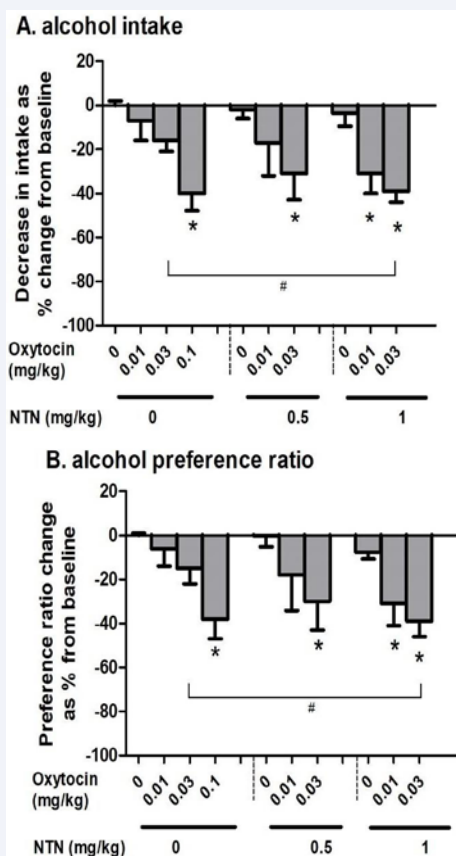 A. alcohol intake
Decrease in intake as
% change from baseline
20
0
-20
-40
-60
-80
-100
* * * *
#
Oxytocin
(mg/kg)
0 0.01 0.03 0.1 0 0.01 0.03 0 0.01 0.03
NTN (mg/kg) 0 0.5 1
B. alcohol preference ratio
Preference ratio change
as % from baseline
20
0
-20
-40
-60
-80
-100
* * * *
#
Oxytocin
(mg/kg)
0 0.01 0.03 0.1 0 0.01 0.03 0 0.01 0.03
NTN (mg/kg) 0 0.5 1